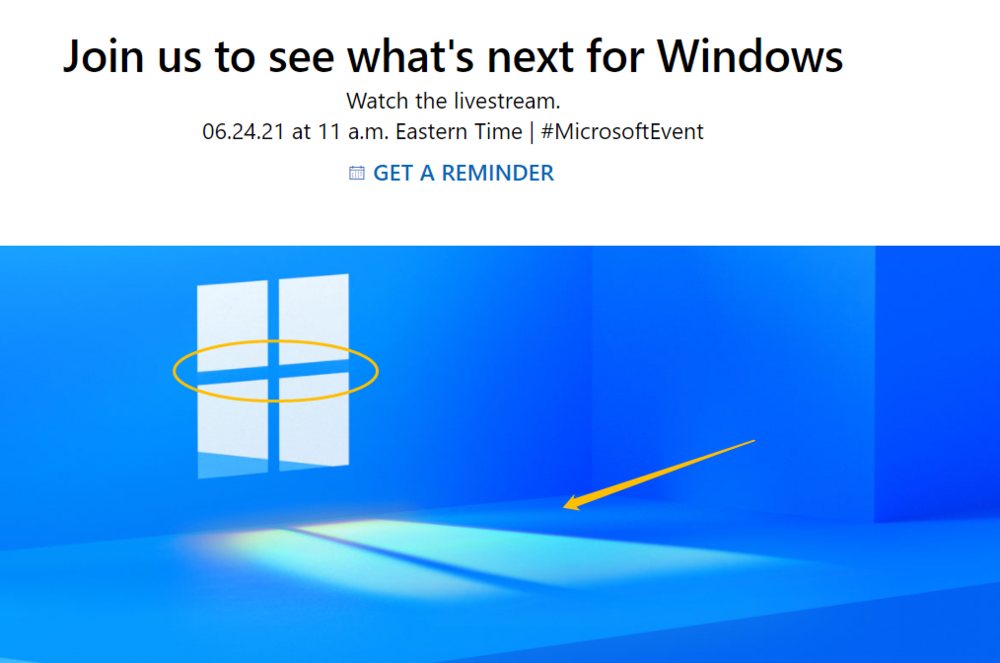 Join us to see what's next for Windows
Watch the livestream.
06.24.21 at 11 a.m. Eastern Time | #MicrosoftEvent
GET A REMINDER